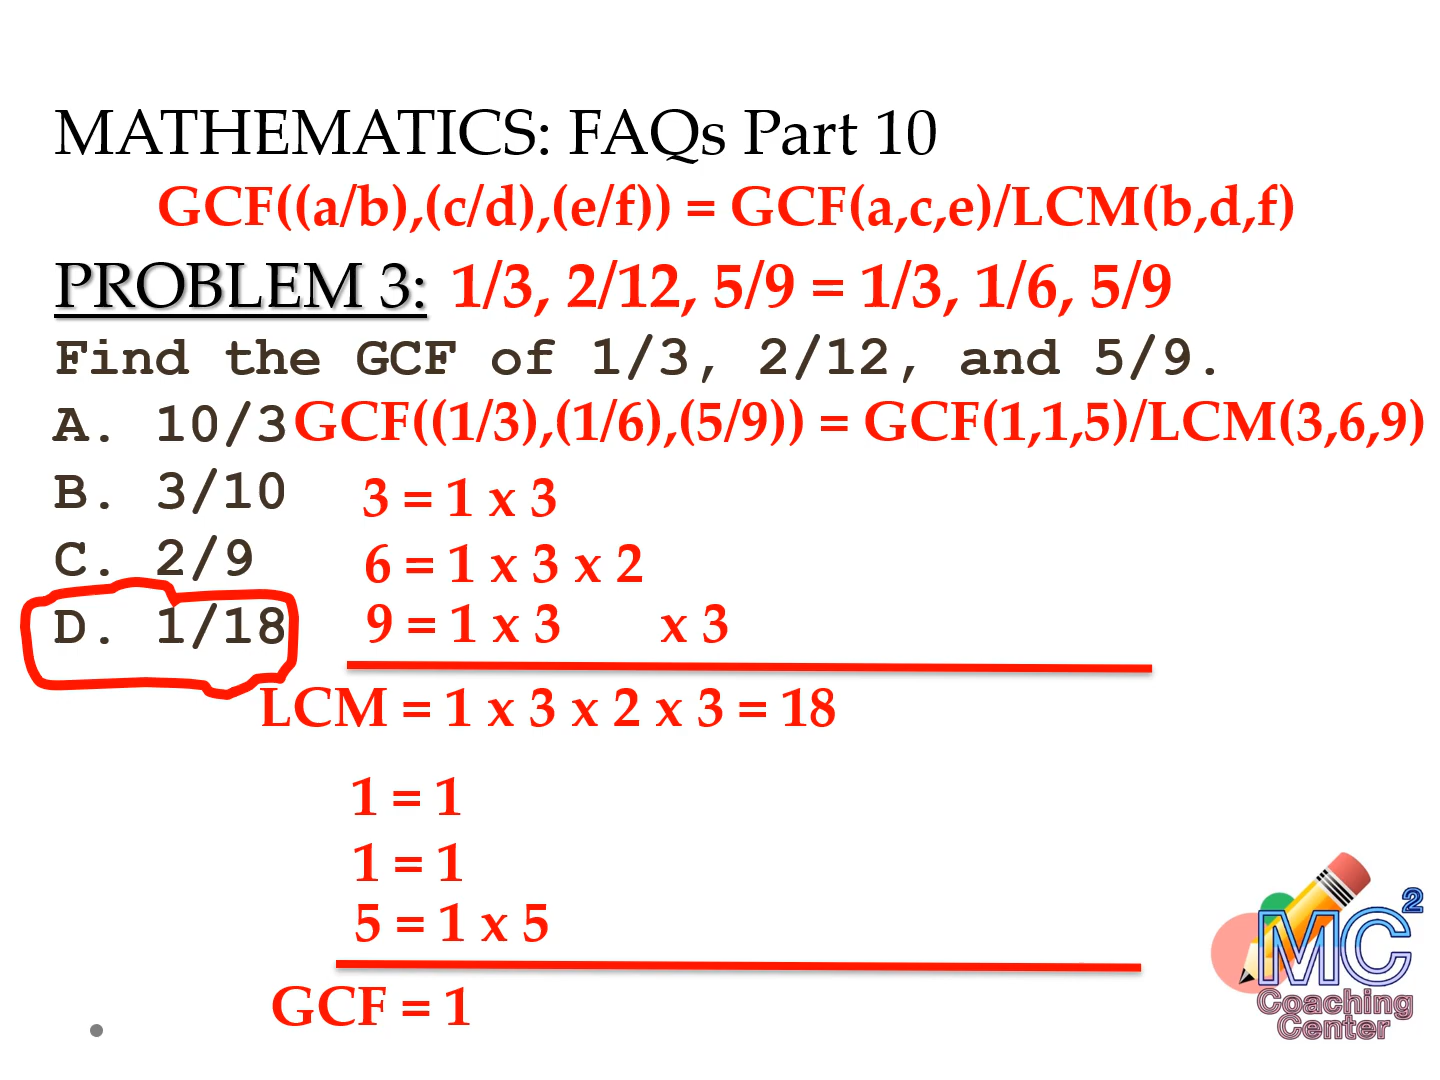 MATHEMATICS: FAQs Part 10
GCF((a/b),(c/d),(e/f)) = GCF(a,c,e)/LCM(b,d,f)
PROBLEM 3: 1/3, 2/12, 5/9 = 1/3, 1/6, 5/9
Find the GCF of 1/3, 2/12, and 5/9.
A. 10/3 GCF((1/3),(1/6),(5/9)) = GCF(1,1,5)/LCM(3,6,9)
B. 3/10
3 = 1 x 3
C. 2/9
6 = 1 x 3 x 2
D. 1/18
9 = 1 x 3 x 3
LCM = 1 x 3 x 2 x 3 = 18
1 = 1
1 = 1
5 = 1 x 5
GCF = 1
MC²
Coaching
Center